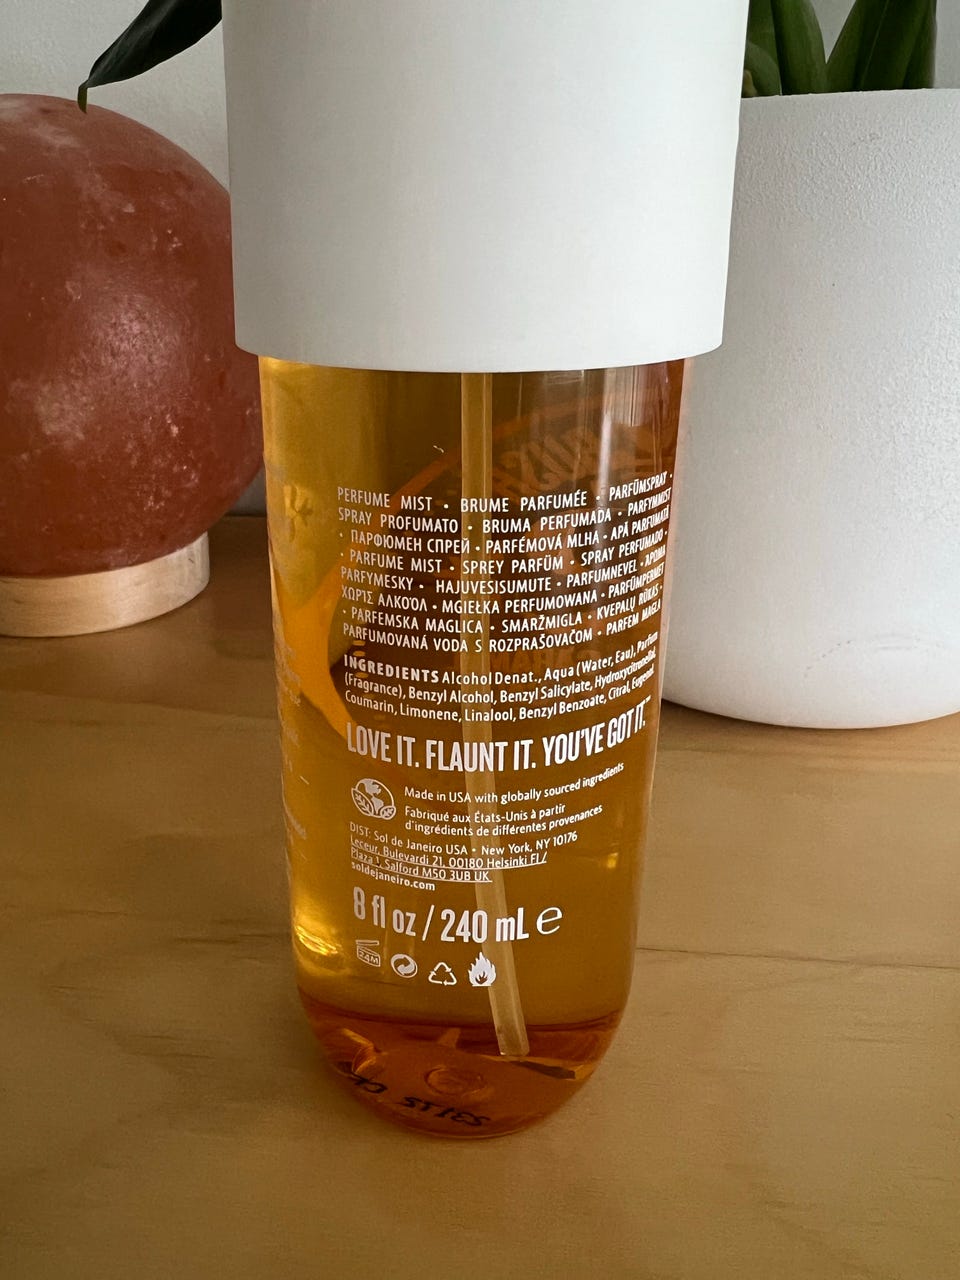 PERFUME MIST • BRUME PARFUMÉE • PARFÜMSPRAY •
SPRAY PROFUMATO • BRUMA PERFUMADA • PARFYMMIST
• ПАРФЮМЕН СПРЕЙ • PARFÉMOVÁ MLHA • APĂ PARFUMATĂ
• PARFUME MIST • SPREY PARFÜM • SPRAY PERFUMADO •
PARFYMESKY • HAJUVESISUMUTE • PARFUMNEVEL • ΆΡΩΜΑ
ΧΩΡΊΣ ΑΛΚΟΌΛ • MGIEŁKA PERFUMOWANA • PARFÜMPERMET
• PARFEMSKA MAGLICA • SMARŽMIGLA • KVEPALŲ RŪKAS •
PARFUMOVANÁ VODA S ROZPRAŠOVAČOM • PARFEM MAGLA
INGREDIENTS Alcohol Denat., Aqua (Water, Eau), Parfum
(Fragrance), Benzyl Alcohol, Benzyl Salicylate, Hydroxycitronellal,
Coumarin, Limonene, Linalool, Benzyl Benzoate, Citral, Eugenol
LOVE IT. FLAUNT IT. YOU'VE GOT IT.™
Made in USA with globally sourced ingredients
Fabriqué aux États-Unis à partir
d'ingrédients de différentes provenances
DIST: Sol de Janeiro USA • New York, NY 10176
Leceur, Bulevardi 21, 00180 Helsinki FI /
Plaza 1, Salford M50 3UB UK
soldejaneiro.com
8 fl oz / 240 mL ℮
24M